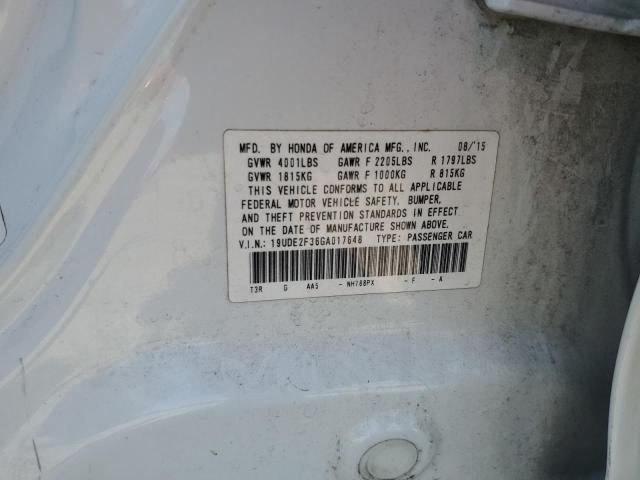 MFD. BY HONDA OF AMERICA MFG., INC. 08/15
GVWR 4001LBS GAWR F 2205LBS R 1797LBS
GVWR 1815KG GAWR F 1000KG R 815KG
THIS VEHICLE CONFORMS TO ALL APPLICABLE
FEDERAL MOTOR VEHICLE SAFETY, BUMPER,
AND THEFT PREVENTION STANDARDS IN EFFECT
ON THE DATE OF MANUFACTURE SHOWN ABOVE.
V.I.N.: 19UDE2F36GA017648 TYPE: PASSENGER CAR
T3R G AA5 - NH788PX - F - A